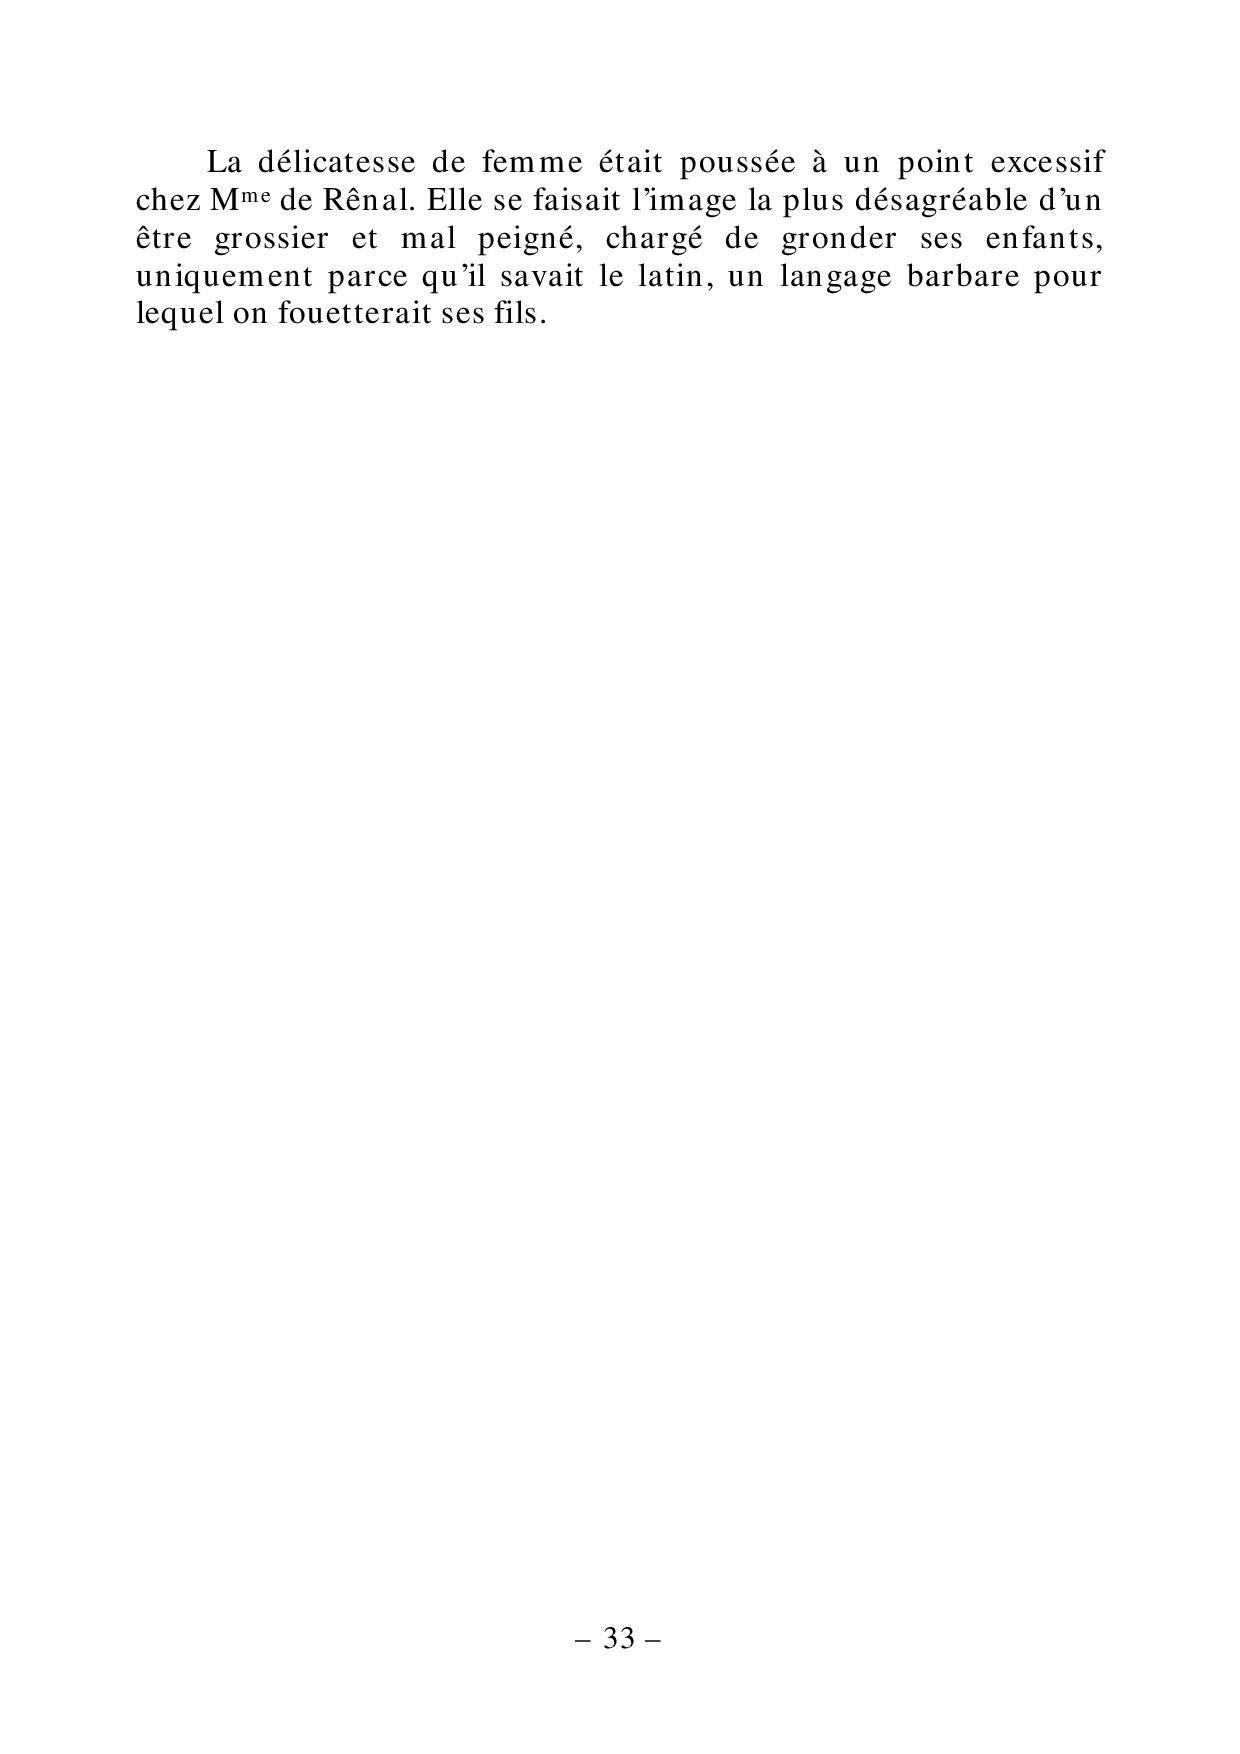 La délicatesse de femme était poussée à un point excessif
chez Mme de Rênal. Elle se faisait l’image la plus désagréable d’un
être grossier et mal peigné, chargé de gronder ses enfants,
uniquement parce qu’il savait le latin, un langage barbare pour
lequel on fouetterait ses fils.
– 33 –